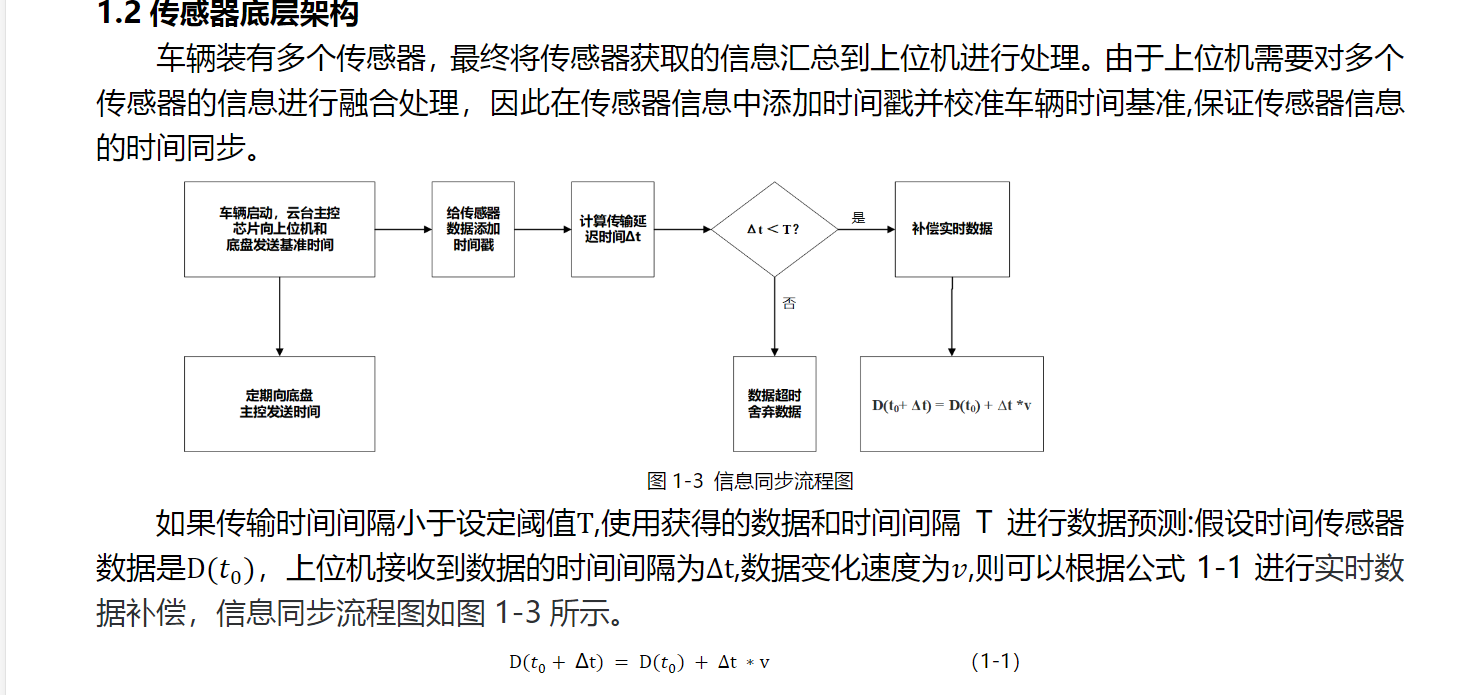 1.2 传感器底层架构
车辆装有多个传感器，最终将传感器获取的信息汇总到上位机进行处理。由于上位机需要对多个
传感器的信息进行融合处理，因此在传感器信息中添加时间戳并校准车辆时间基准,保证传感器信息
的时间同步。
车辆启动，云台主控
芯片向上位机和
底盘发送基准时间
给传感器
数据添加
时间戳
计算传输延
迟时间Δt
Δt＜T?
是
补偿实时数据
否
定期向底盘
主控发送时间
数据超时
舍弃数据
D(t₀+ Δt) = D(t₀) + Δt *v
图 1-3 信息同步流程图
如果传输时间间隔小于设定阈值T,使用获得的数据和时间间隔 T 进行数据预测:假设时间传感器
数据是D(t₀)，上位机接收到数据的时间间隔为Δt,数据变化速度为v,则可以根据公式 1-1 进行实时数
据补偿，信息同步流程图如图 1-3 所示。
D(t₀ + Δt) = D(t₀) + Δt ∗ v (1-1)